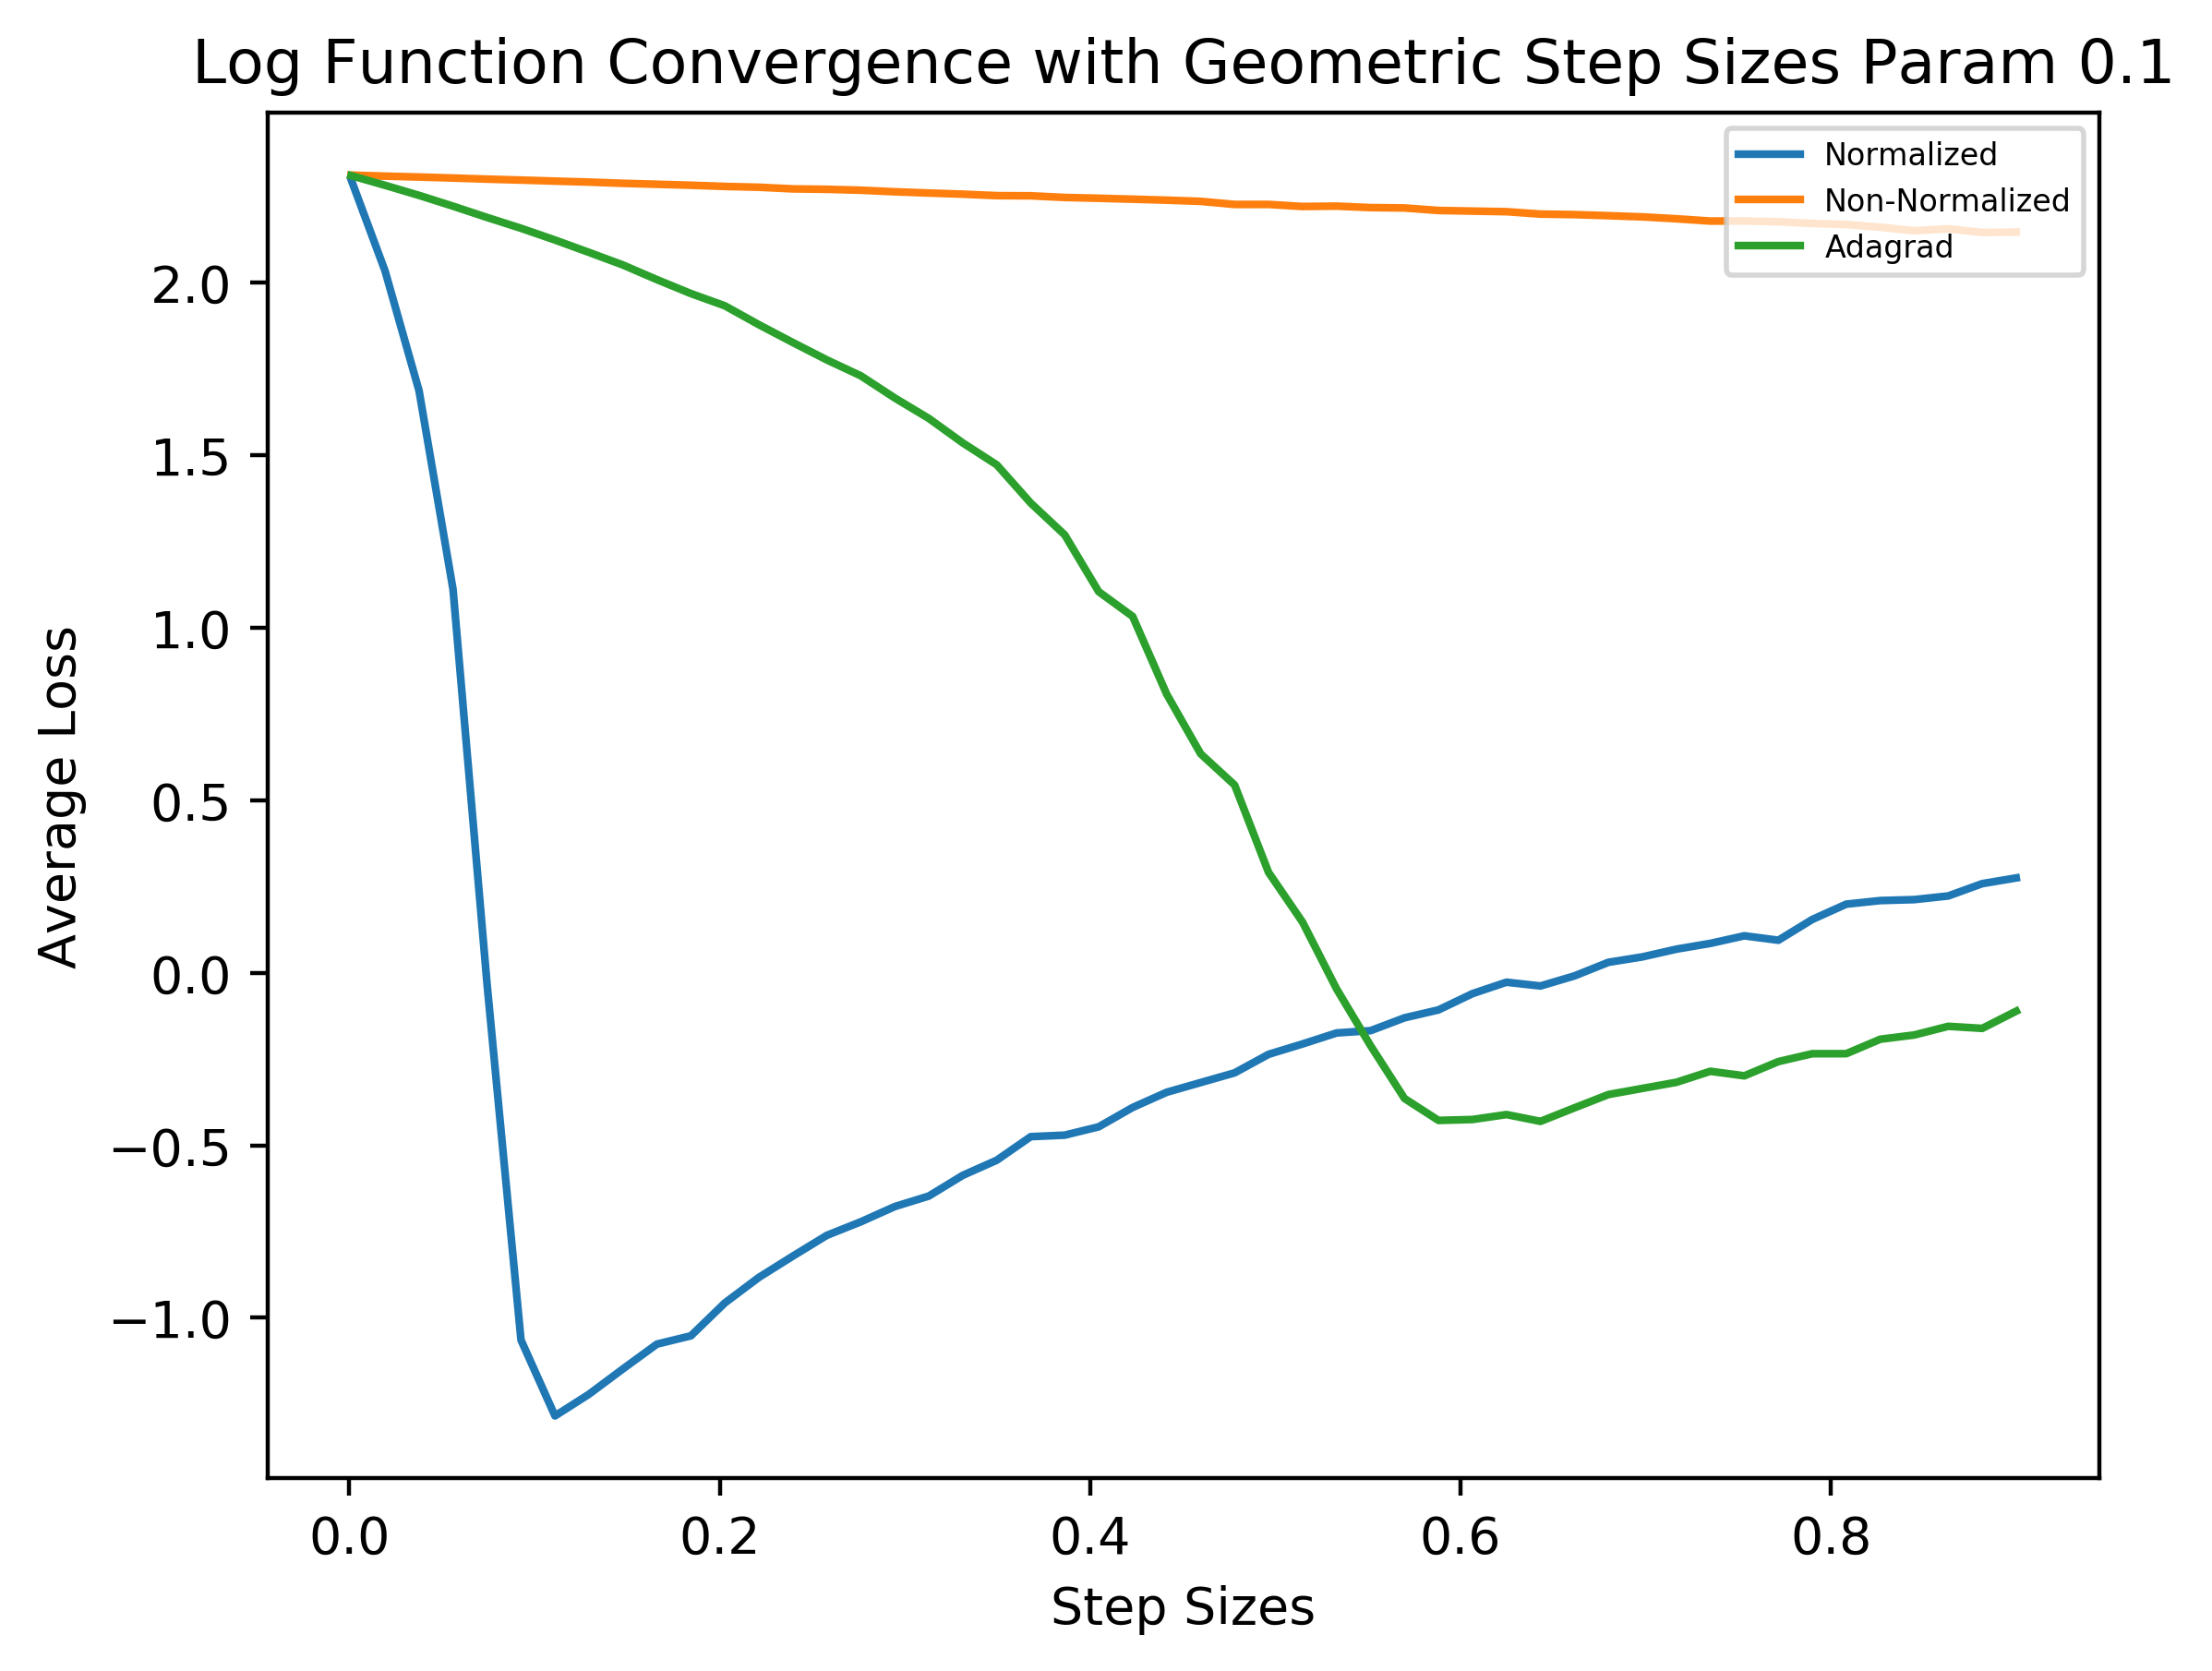 Log Function Convergence with Geometric Step Sizes Param 0.1
Normalized
Non-Normalized
Adagrad
2.0
1.5
1.0
0.5
0.0
−0.5
−1.0
Average Loss
0.0 0.2 0.4 0.6 0.8
Step Sizes